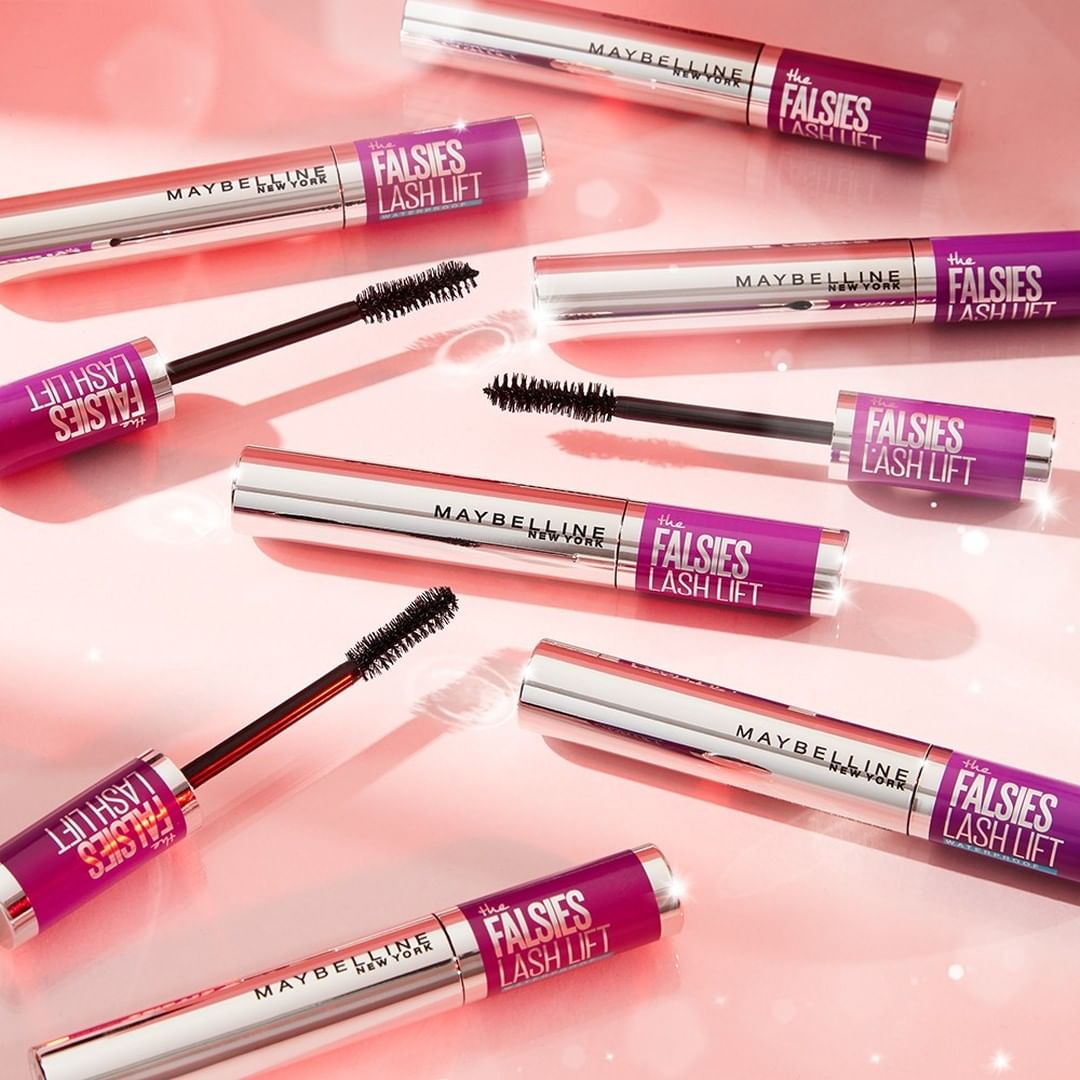 MAYBELLINE
NEW YORK
the
FALSIES
LASH LIFT
MAYBELLINE
NEW YORK
the
FALSIES
LASH LIFT
WATERPROOF
MAYBELLINE
NEW YORK
the
FALSIES
LASH LIFT
the
FALSIES
LASH LIFT
the
FALSIES
LASH LIFT
MAYBELLINE
NEW YORK
the
FALSIES
LASH LIFT
MAYBELLINE
NEW YORK
the
FALSIES
LASH LIFT
WATERPROOF
the
FALSIES
LASH LIFT
MAYBELLINE
NEW YORK
the
FALSIES
LASH LIFT